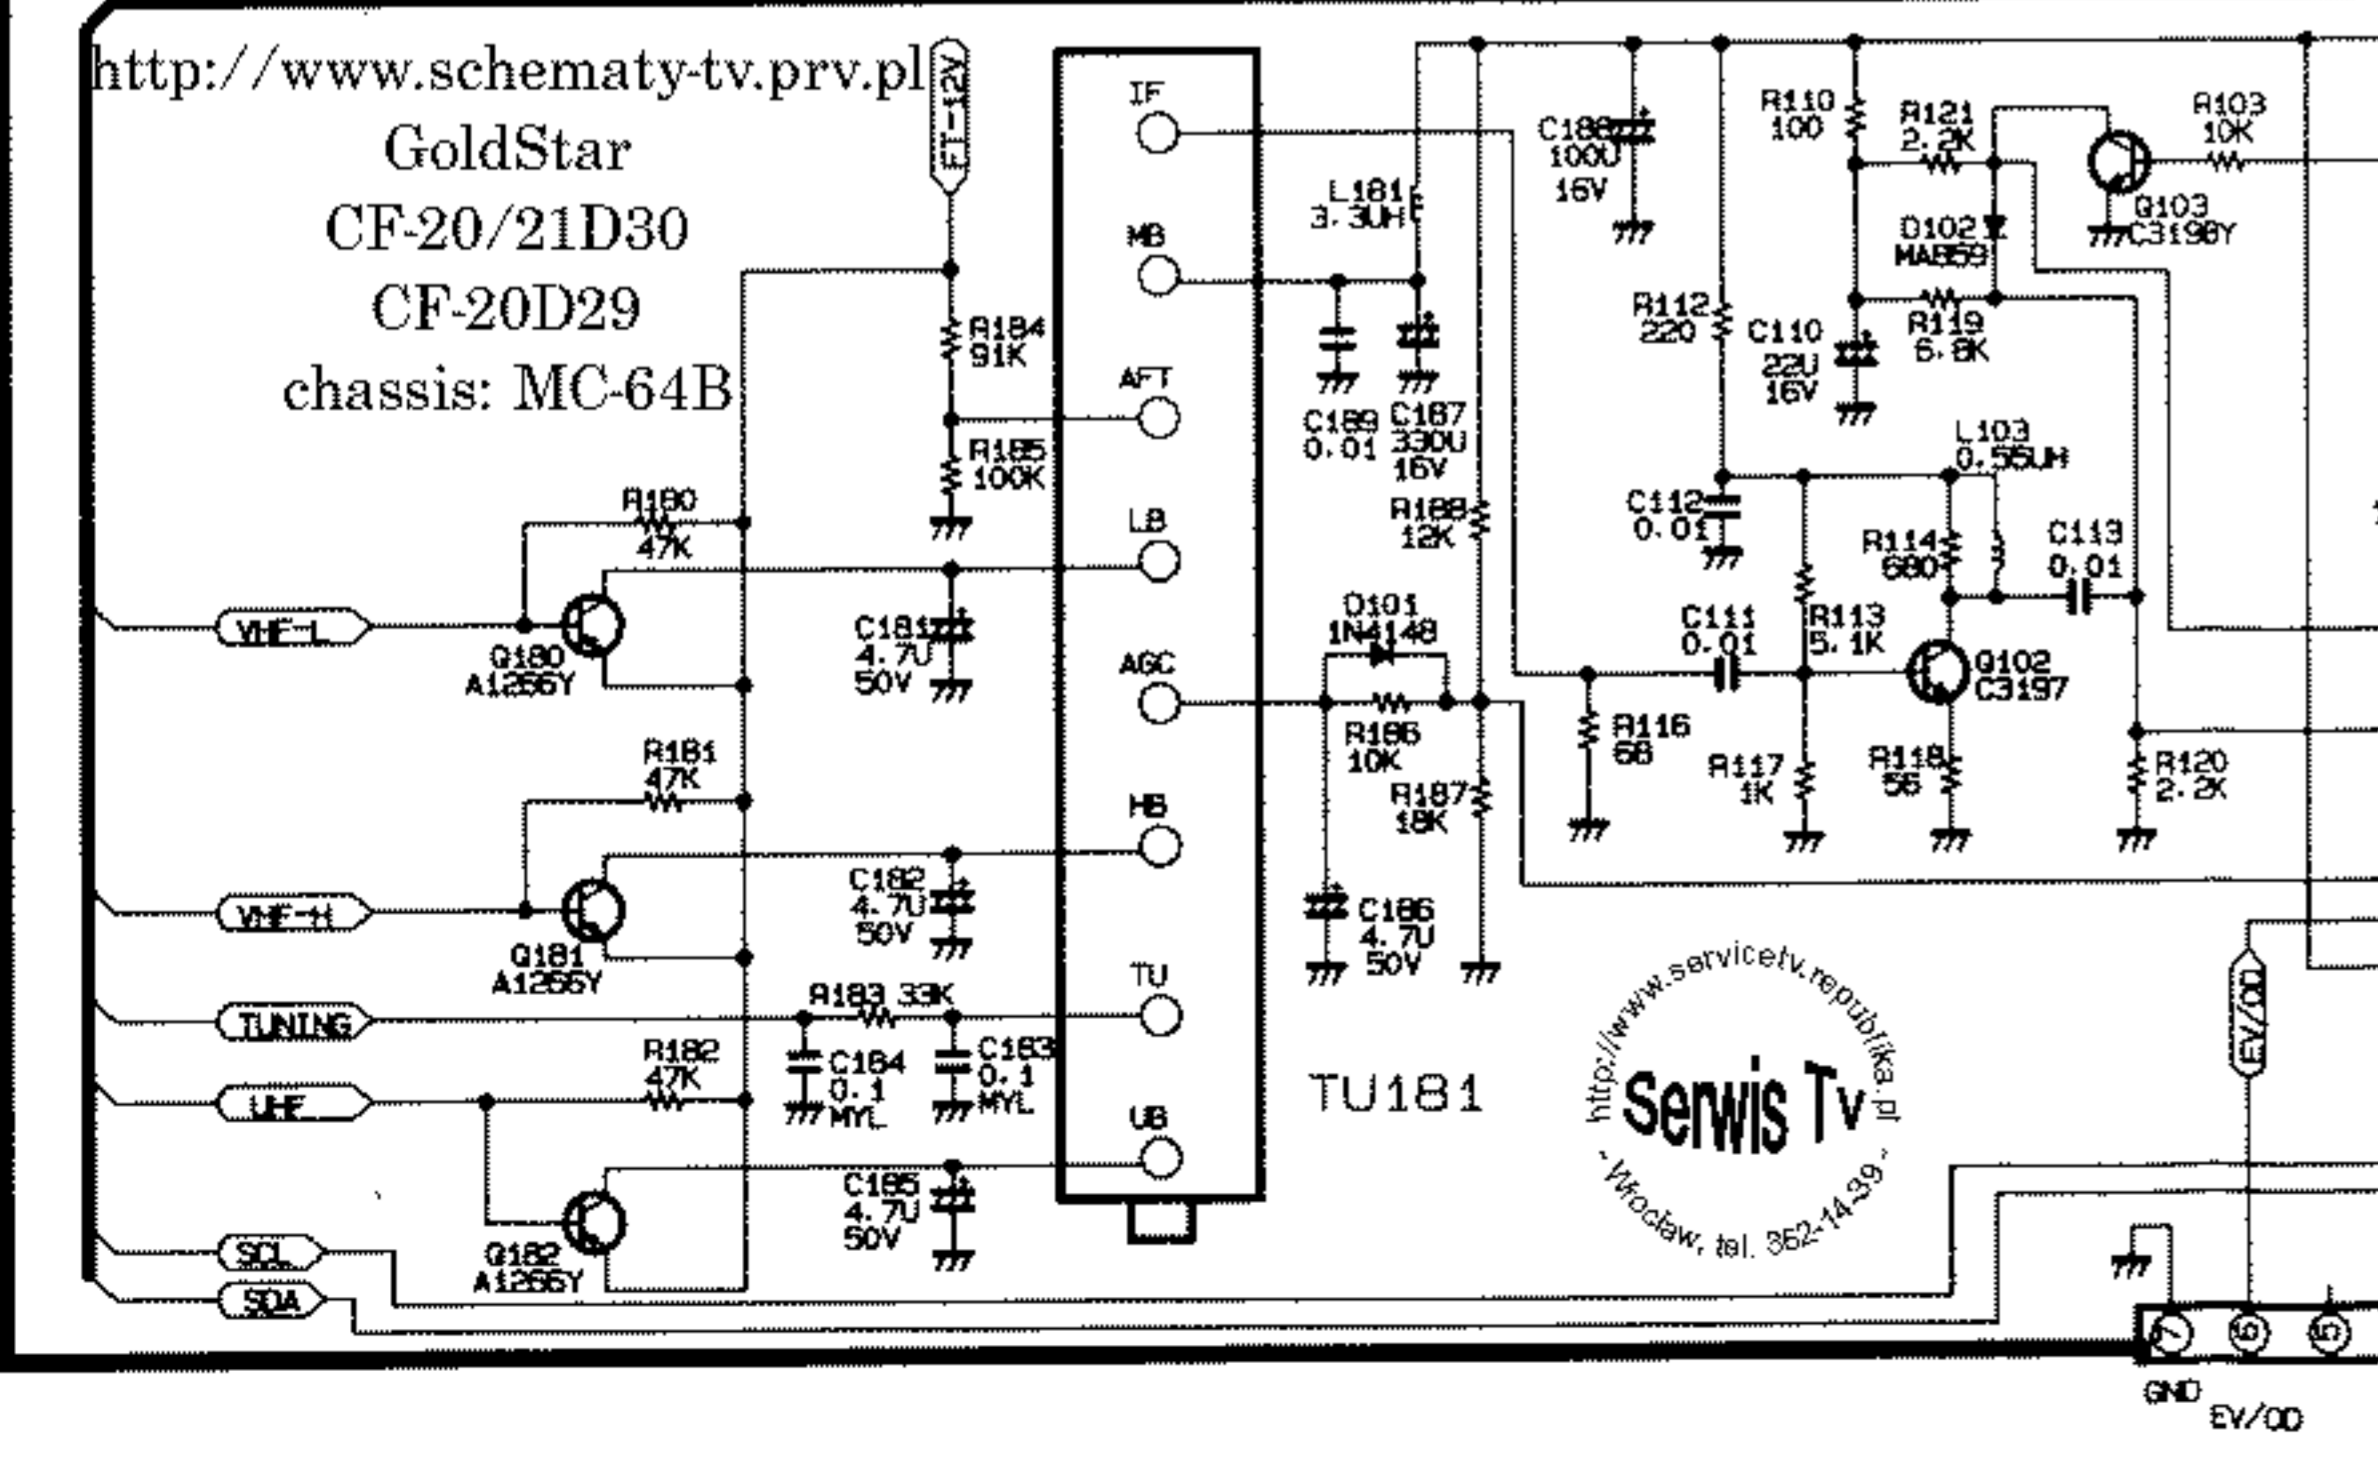 http://www.schematy-tv.prv.pl
GoldStar
CF-20/21D30
CF-20D29
chassis: MC-64B
FT-12V
IF
MB
AFT
LB
AGC
HB
TU
UB
TU181
R184
91K
R185
100K
R180
47K
VHF-L
Q180
A1266Y
C181
4.7U
50V
R181
47K
VHF-H
Q181
A1266Y
C182
4.7U
50V
TUNING
R183 33K
C184
0.1
MYL
C183
0.1
MYL
UHF
R182
47K
Q182
A1266Y
C185
4.7U
50V
SCL
SDA
L181
3.3UH
C188
100U
16V
C189
0.01
C187
330U
16V
R188
12K
D101
1N4148
R186
10K
R187
18K
C186
4.7U
50V
R110
100
R121
2.2K
R103
10K
Q103
C3198Y
D102
MA859
R119
6.8K
R112
220
C110
22U
16V
L103
0.55UH
C112
0.01
R114
680
C113
0.01
C111
0.01
R113
5.1K
Q102
C3197
R116
68
R117
1K
R118
56
R120
2.2K
http://www.servicetv.republika.pl
Serwis Tv
- Wrocław, tel. 352-14-39 -
EV/OD
7
6
5
GND
EV/OD